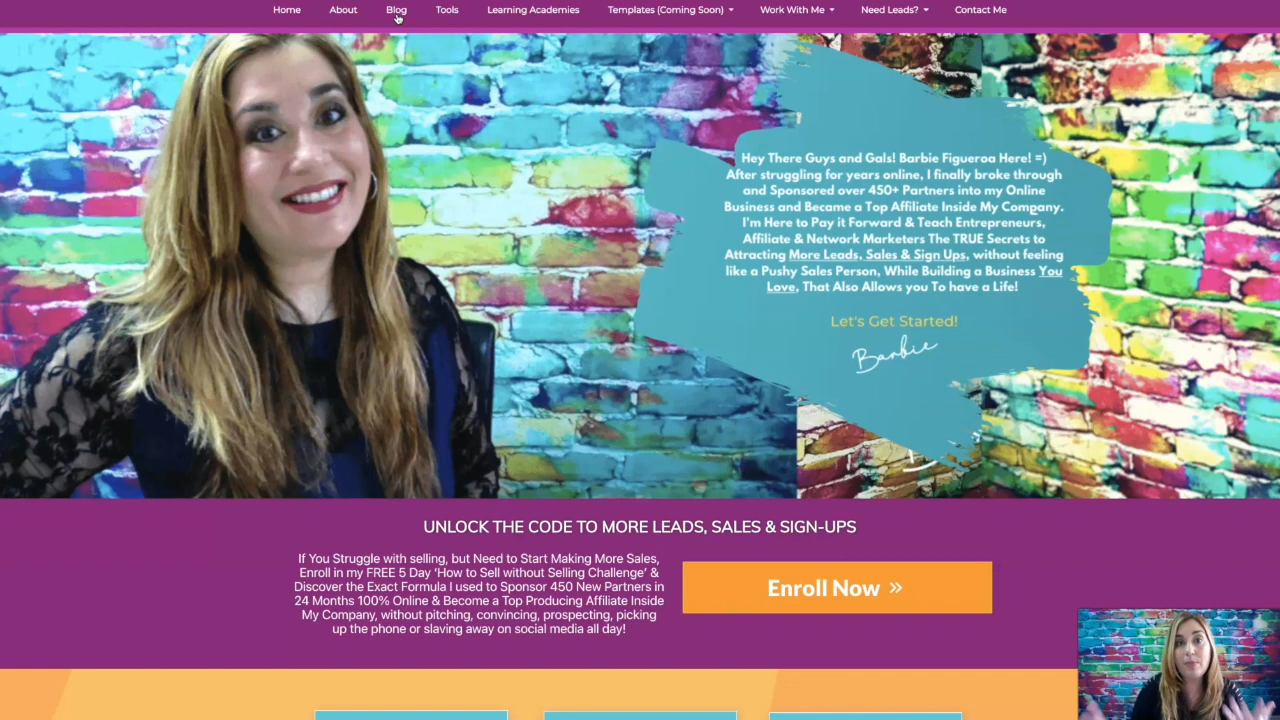 Home About Blog Tools Learning Academies Templates (Coming Soon) Work With Me Need Leads? Contact Me
Hey There Guys and Gals! Barbie Figueroa Here! =)
After struggling for years online, I finally broke through
and Sponsored over 450+ Partners into my Online
Business and Became a Top Affiliate Inside My Company.
I'm Here to Pay it Forward & Teach Entrepreneurs,
Affiliate & Network Marketers The TRUE Secrets to
Attracting More Leads, Sales & Sign Ups, without feeling
like a Pushy Sales Person, While Building a Business You
Love, That Also Allows you To have a Life!
Let's Get Started!
Barbie
UNLOCK THE CODE TO MORE LEADS, SALES & SIGN-UPS
If You Struggle with selling, but Need to Start Making More Sales,
Enroll in my FREE 5 Day ‘How to Sell without Selling Challenge’ &
Discover the Exact Formula I used to Sponsor 450 New Partners in
24 Months 100% Online & Become a Top Producing Affiliate Inside
My Company, without pitching, convincing, prospecting, picking
up the phone or slaving away on social media all day!
Enroll Now »